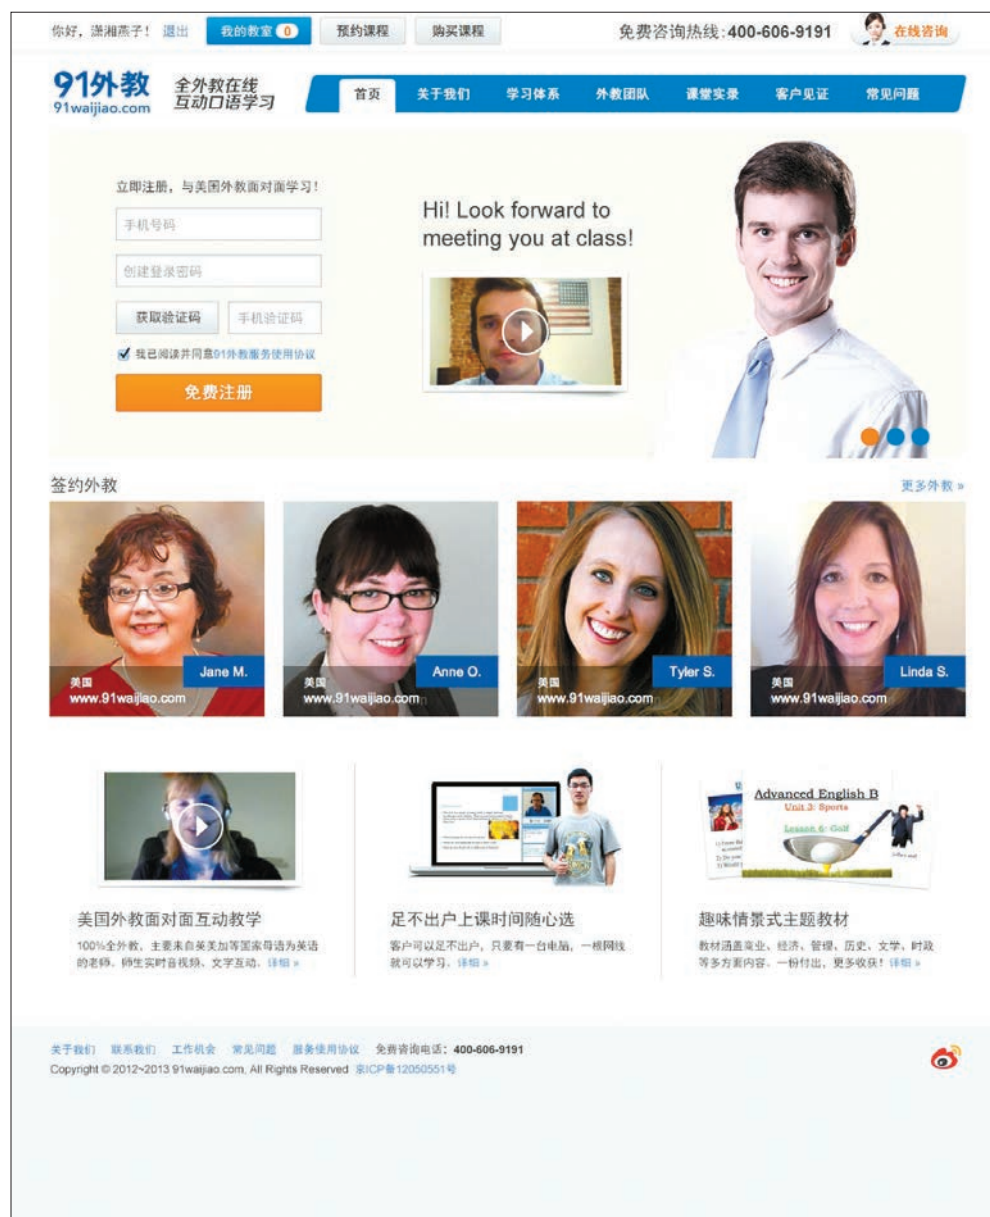 你好，潇湘燕子！ 退出 我的教室 0 预约课程 购买课程 免费咨询热线:400-606-9191 在线咨询
91外教
91waijiao.com
全外教在线
互动口语学习
首页 关于我们 学习体系 外教团队 课堂实录 客户见证 常见问题
立即注册，与美国外教面对面学习！
手机号码
创建登录密码
获取验证码 手机验证码
我已阅读并同意91外教服务使用协议
免费注册
Hi! Look forward to
meeting you at class!
签约外教 更多外教 »
Jane M.
美国
www.91waijiao.com
Anne O.
美国
www.91waijiao.com
Tyler S.
美国
www.91waijiao.com
Linda S.
美国
www.91waijiao.com
Advanced English B
Unit 3: Sports
Lesson 6: Golf
美国外教面对面互动教学
100%全外教，主要来自英美加等国家母语为英语
的老师、师生实时音视频、文字互动、详细 »
足不出户上课时间随心选
客户可以足不出户，只要有一台电脑，一根网线
就可以学习、详细 »
趣味情景式主题教材
教材涵盖商业、经济、管理、历史、文学、时政
等多方面内容、一份付出，更多收获！详细 »
关于我们 联系我们 工作机会 常见问题 服务使用协议 免费咨询电话：400-606-9191
Copyright © 2012~2013 91waijiao.com, All Rights Reserved 京ICP备12050551号